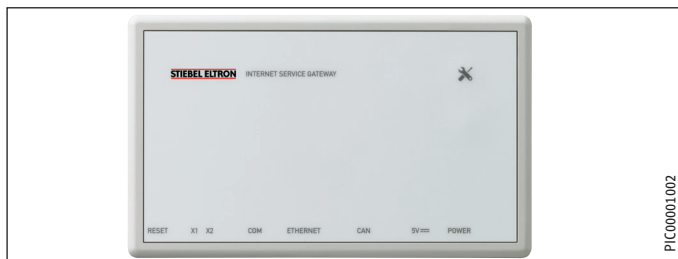 STIEBEL ELTRON INTERNET SERVICE GATEWAY
RESET X1 X2 COM ETHERNET CAN 5V⎓ POWER
PIC00001002